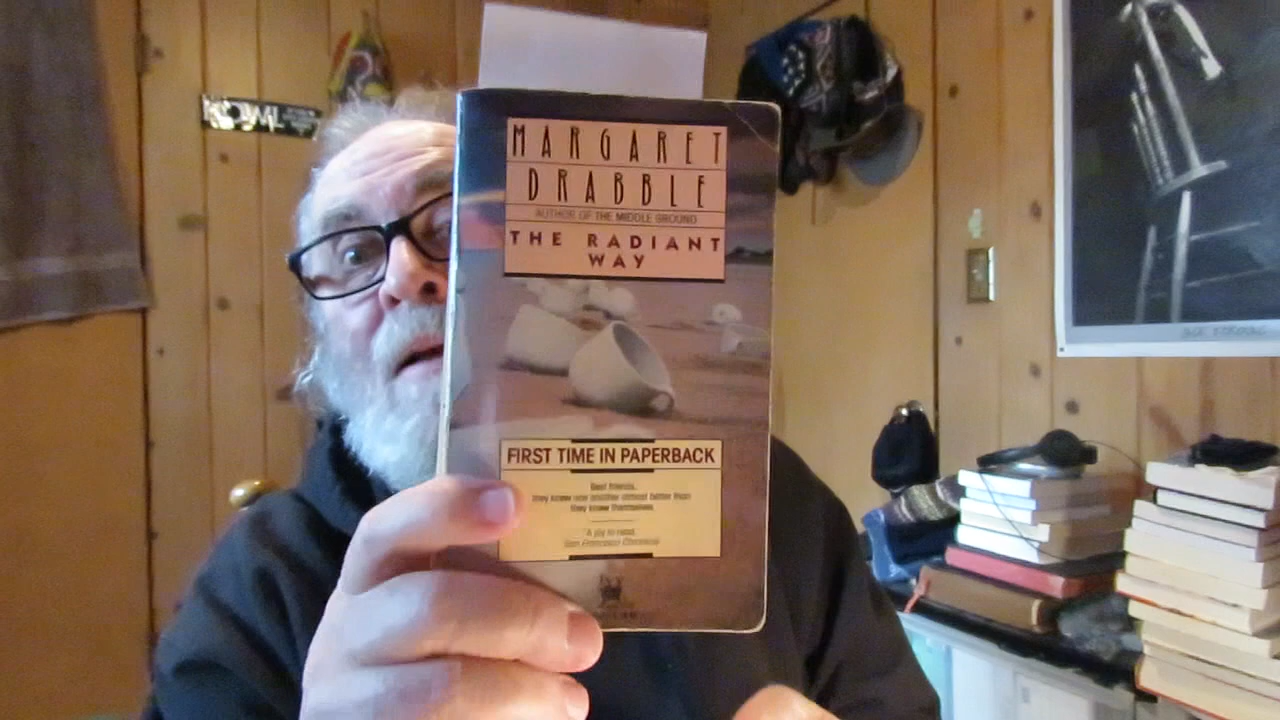 MARGARET
DRABBLE
AUTHOR OF THE MIDDLE GROUND
THE RADIANT
WAY
FIRST TIME IN PAPERBACK
Best friends,
they knew one another almost better than
they knew themselves.
"A joy to read."
San Francisco Chronicle